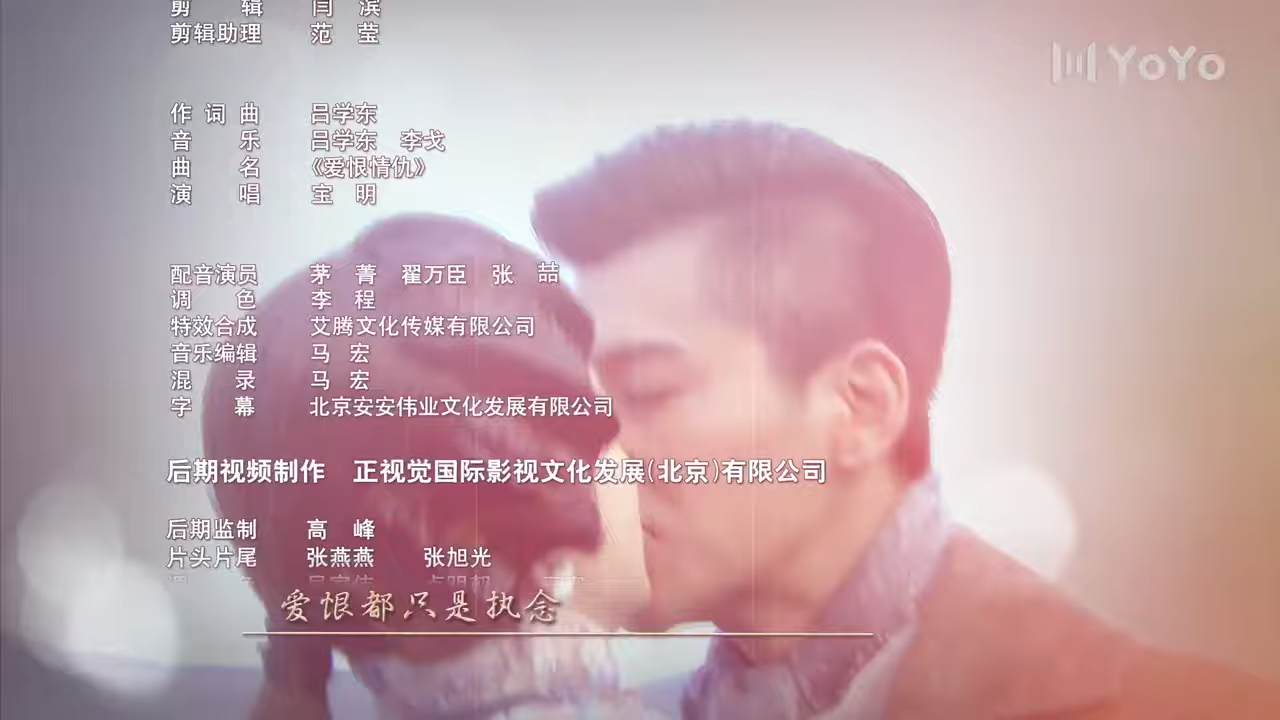 剪 辑 闫 滨
剪辑助理 范 莹
YoYo
作 词 曲 吕学东
音 乐 吕学东 李戈
曲 名 《爱恨情仇》
演 唱 宝 明
配音演员 茅 菁 翟万臣 张 喆
调 色 李 程
特效合成 艾腾文化传媒有限公司
音乐编辑 马 宏
混 录 马 宏
字 幕 北京安安伟业文化发展有限公司
后期视频制作 正视觉国际影视文化发展(北京)有限公司
后期监制 高 峰
片头片尾 张燕燕 张旭光
爱恨都只是执念